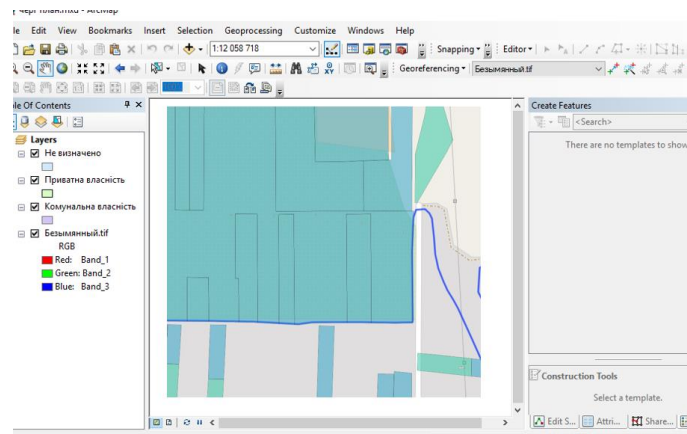 черг план.mxd - ArcMap
le Edit View Bookmarks Insert Selection Geoprocessing Customize Windows Help
1:12 058 718 Snapping Editor
Georeferencing Безымянный.tif
ole Of Contents
Create Features
<Search>
There are no templates to show
Layers
Не визначено
Приватна власність
Комунальна власність
Безымянный.tif
RGB
Red: Band_1
Green: Band_2
Blue: Band_3
Construction Tools
Select a template.
Edit S... Attri... Share...